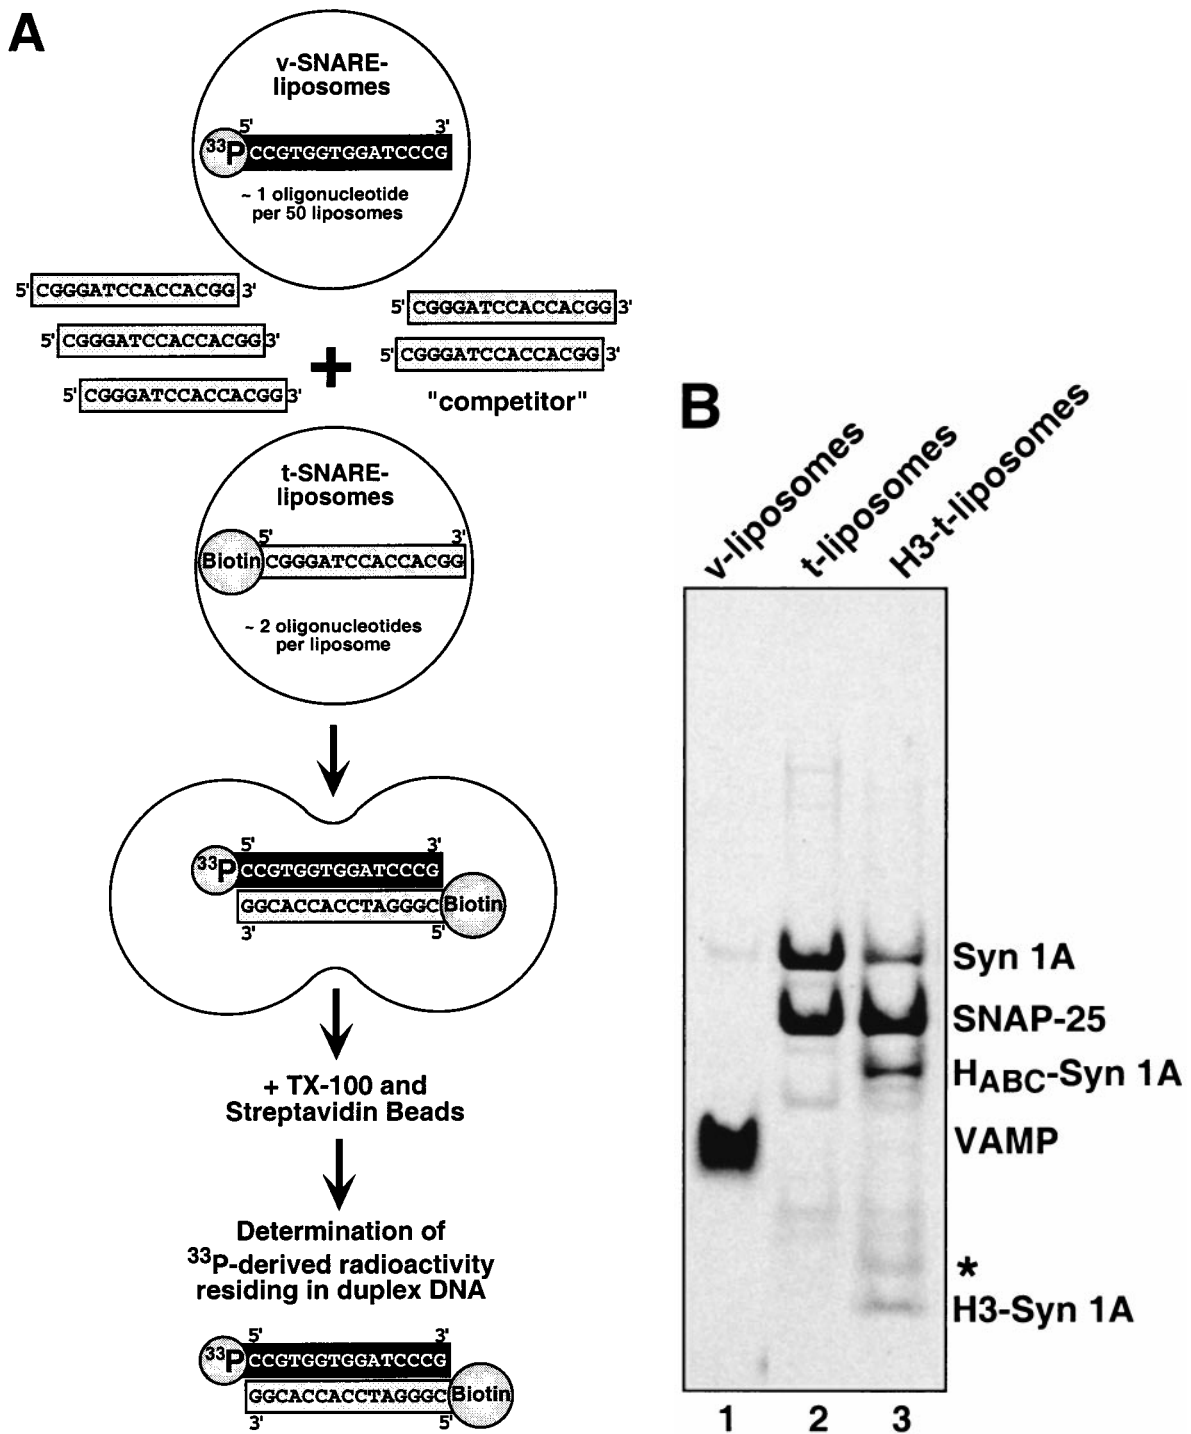 A
v-SNARE-
liposomes
5' 3'
33P CCGTGGTGGATCCCG
~ 1 oligonucleotide
per 50 liposomes
5' CGGGATCCACCACGG 3'
5' CGGGATCCACCACGG 3'
5' CGGGATCCACCACGG 3'
+
5' CGGGATCCACCACGG 3'
5' CGGGATCCACCACGG 3'
"competitor"
t-SNARE-
liposomes
5' 3'
Biotin CGGGATCCACCACGG
~ 2 oligonucleotides
per liposome
5' 3'
33P CCGTGGTGGATCCCG
GGCACCACCTAGGGC Biotin
3' 5'
+ TX-100 and
Streptavidin Beads
Determination of
33P-derived radioactivity
residing in duplex DNA
5' 3'
33P CCGTGGTGGATCCCG
GGCACCACCTAGGGC Biotin
3' 5'
B
v-liposomes
t-liposomes
H3-t-liposomes
Syn 1A
SNAP-25
HABC-Syn 1A
VAMP
*
H3-Syn 1A
1 2 3